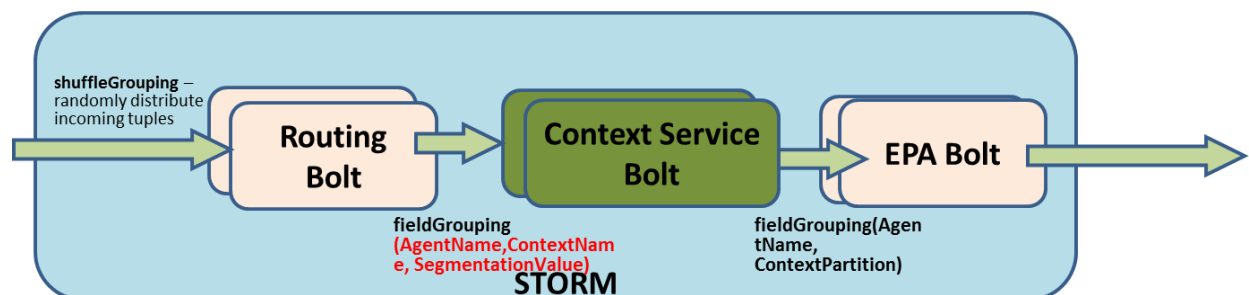 shuffleGrouping –
randomly distribute
incoming tuples
Routing
Bolt
Context Service
Bolt
EPA Bolt
fieldGrouping
(AgentName,ContextNam
e, SegmentationValue)
fieldGrouping(Agen
tName,
ContextPartition)
STORM